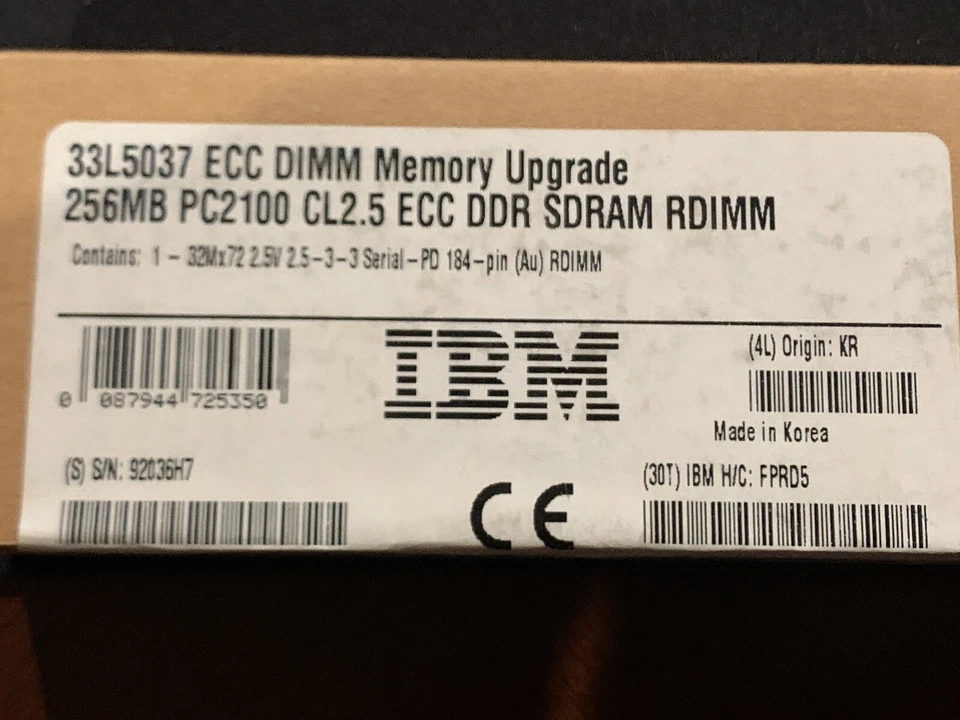 33L5037 ECC DIMM Memory Upgrade
256MB PC2100 CL2.5 ECC DDR SDRAM RDIMM
Contains: 1 - 32Mx72 2.5V 2.5-3-3 Serial-PD 184-pin (Au) RDIMM
0 087944 725350
IBM
(4L) Origin: KR
Made in Korea
(S) S/N: 92036H7
CE
(30T) IBM H/C: FPRD5